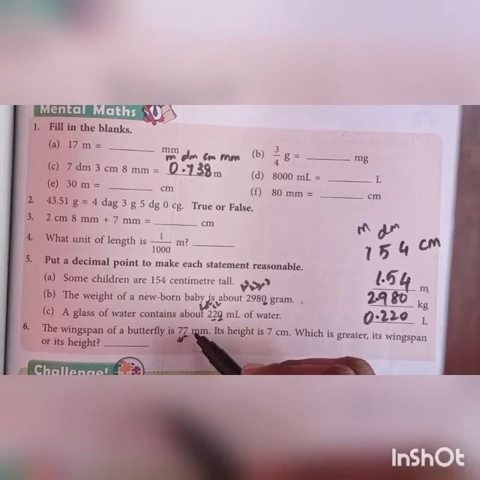 Mental Maths
1. Fill in the blanks.
(a) 17 m = ________ mm
(b) 3/4 g = ________ mg
m dm cm mm
(c) 7 dm 3 cm 8 mm = 0.738 m
(d) 8000 mL = ________ L
(e) 30 m = ________ cm
(f) 80 mm = ________ cm
2. 43.51 g = 4 dag 3 g 5 dg 0 cg. True or False.
3. 2 cm 8 mm + 7 mm = ________ cm
m dm
4. What unit of length is 1/1000 m? ________
154 cm
5. Put a decimal point to make each statement reasonable.
(a) Some children are 154 centimetre tall. 1.54 m
(b) The weight of a new-born baby is about 2980 gram. 2.980 kg
(c) A glass of water contains about 220 mL of water. 0.220 L
6. The wingspan of a butterfly is 77 mm. Its height is 7 cm. Which is greater, its wingspan
or its height? ________
Challenge!
InShOt